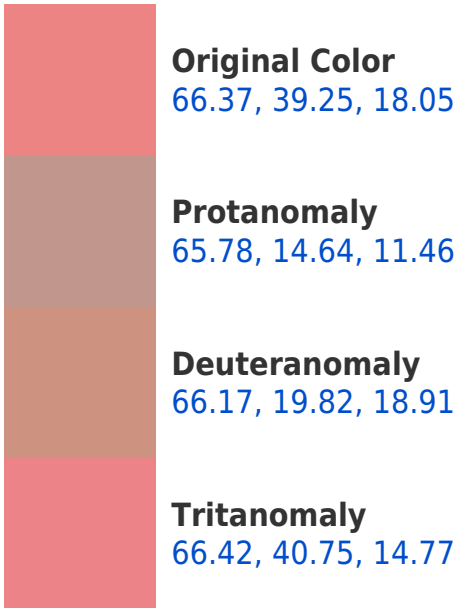 Original Color
66.37, 39.25, 18.05
Protanomaly
65.78, 14.64, 11.46
Deuteranomaly
66.17, 19.82, 18.91
Tritanomaly
66.42, 40.75, 14.77